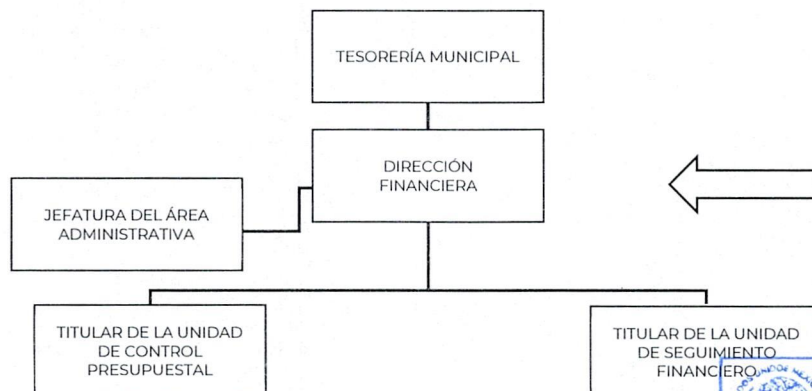 TESORERÍA MUNICIPAL
DIRECCIÓN
FINANCIERA
JEFATURA DEL ÁREA
ADMINISTRATIVA
TITULAR DE LA UNIDAD
DE CONTROL
PRESUPUESTAL
TITULAR DE LA UNIDAD
DE SEGUIMIENTO
FINANCIERO